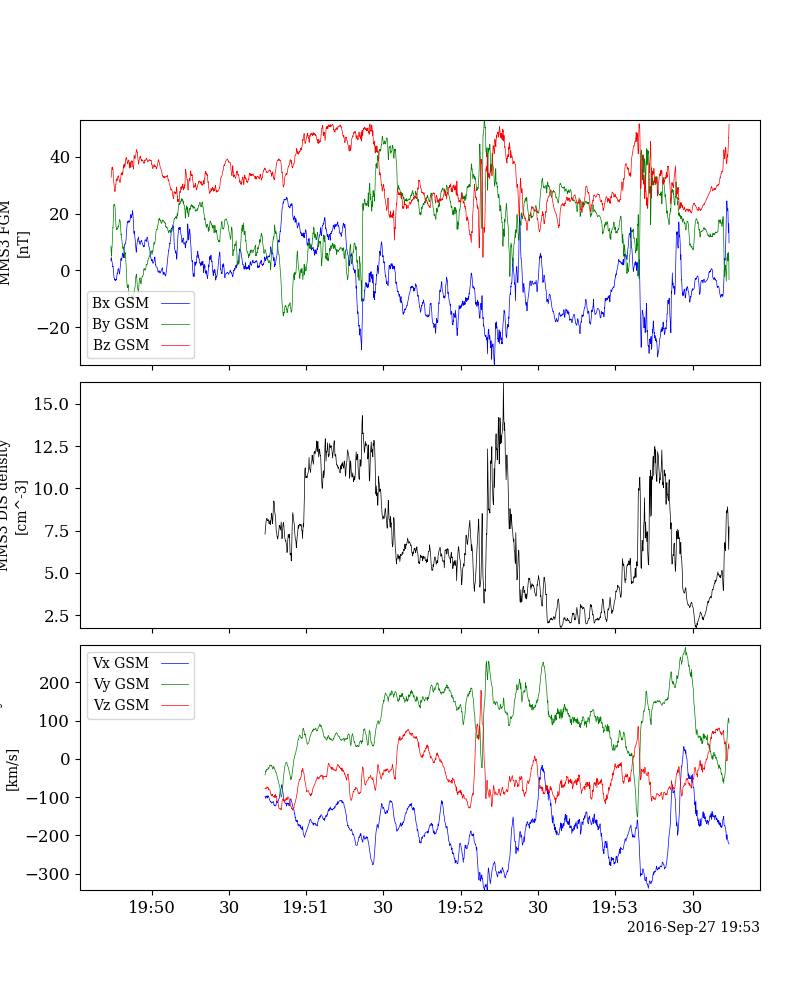 40
20
0
−20
MMS3 FGM
[nT]
Bx GSM
By GSM
Bz GSM
15.0
12.5
10.0
7.5
5.0
2.5
MMS3 DIS density
[cm^-3]
200
100
0
−100
−200
−300
[km/s]
Vx GSM
Vy GSM
Vz GSM
19:50
30
19:51
30
19:52
30
19:53
30
2016-Sep-27 19:53